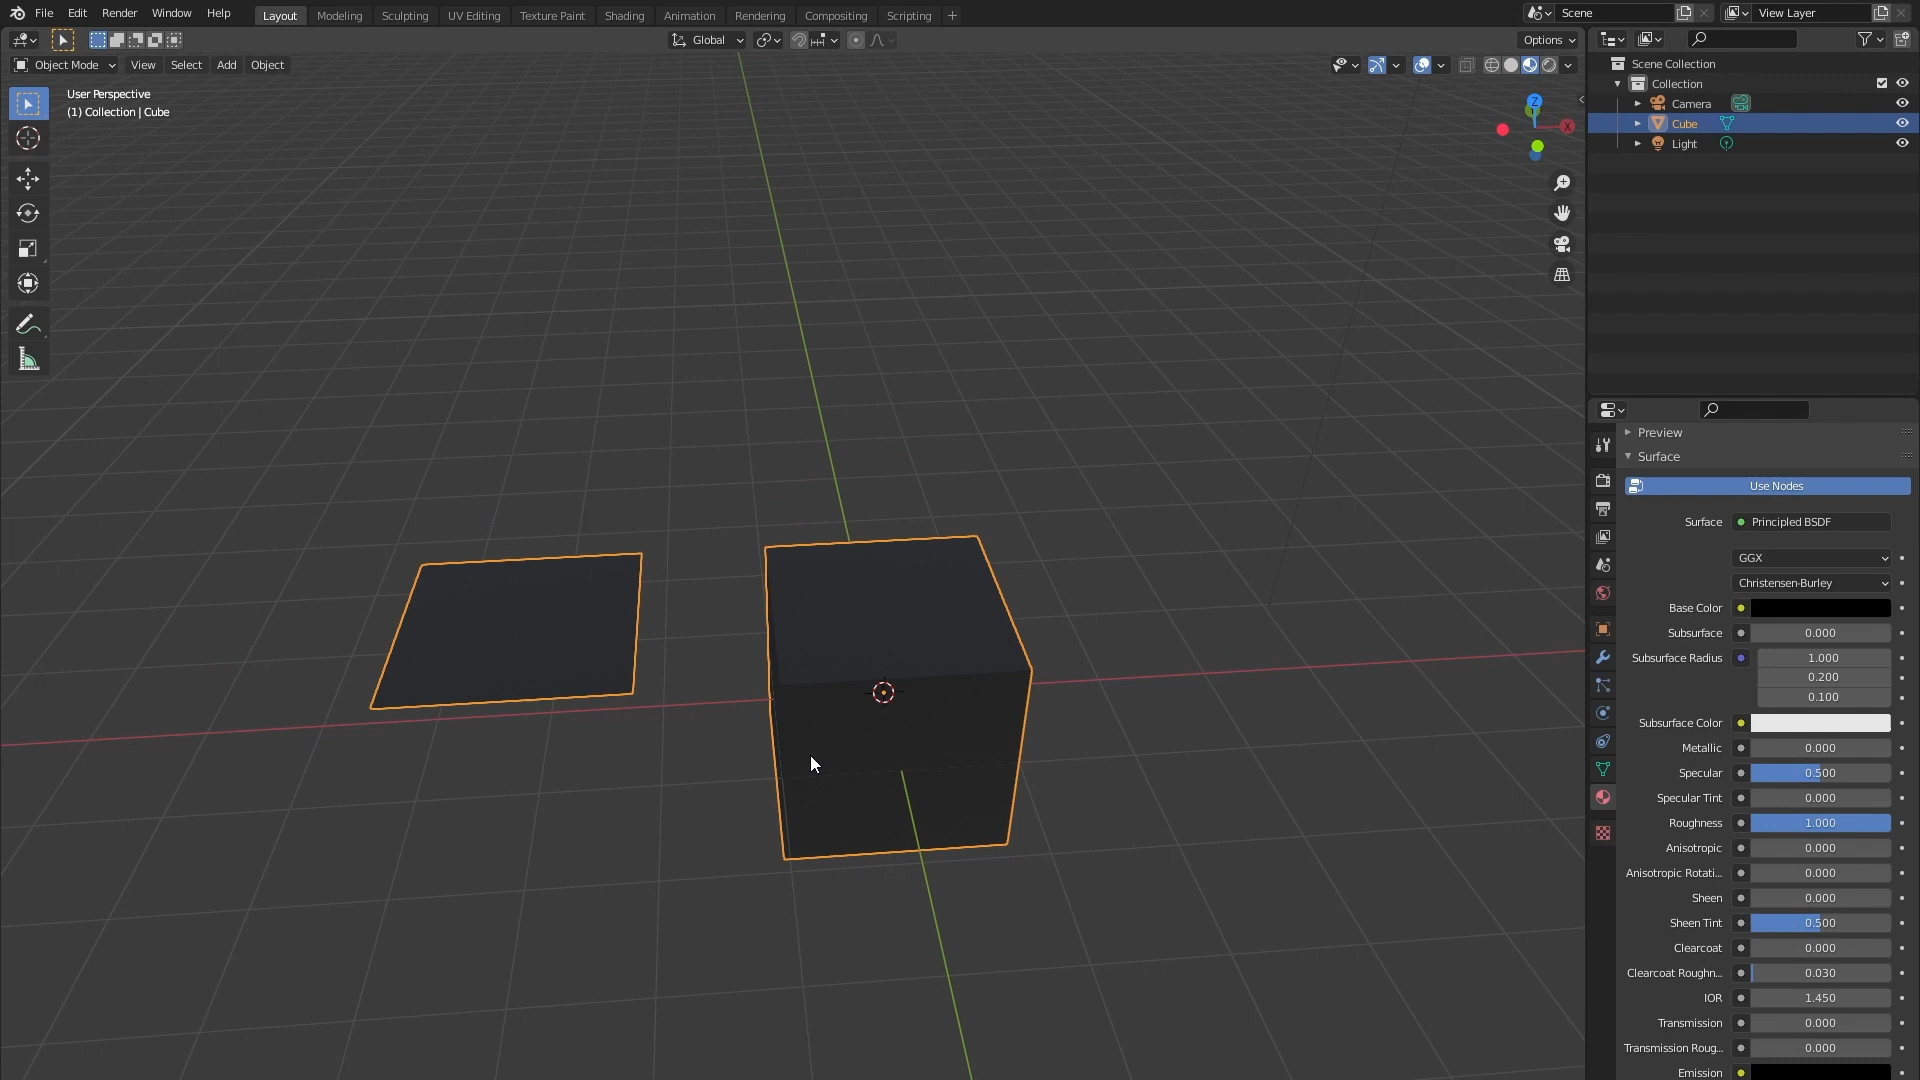 File Edit Render Window Help Layout Modeling Sculpting UV Editing Texture Paint Shading Animation Rendering Compositing Scripting + Scene View Layer
Global Options
Object Mode View Select Add Object
User Perspective
(1) Collection | Cube
Z
X
Scene Collection
Collection
Camera
Cube
Light
Preview
Surface
Use Nodes
Surface Principled BSDF
GGX
Christensen-Burley
Base Color
Subsurface 0.000
Subsurface Radius 1.000
0.200
0.100
Subsurface Color
Metallic 0.000
Specular 0.500
Specular Tint 0.000
Roughness 1.000
Anisotropic 0.000
Anisotropic Rotati... 0.000
Sheen 0.000
Sheen Tint 0.500
Clearcoat 0.000
Clearcoat Roughn... 0.030
IOR 1.450
Transmission 0.000
Transmission Roug... 0.000
Emission